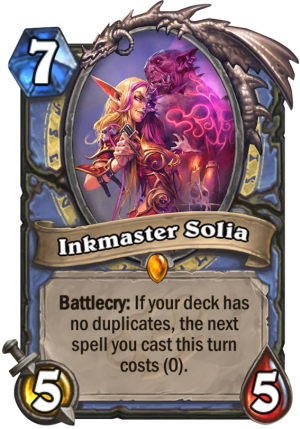 7
Inkmaster Solia
Battlecry: If your deck has
no duplicates, the next
spell you cast this turn
costs (0).
5
5